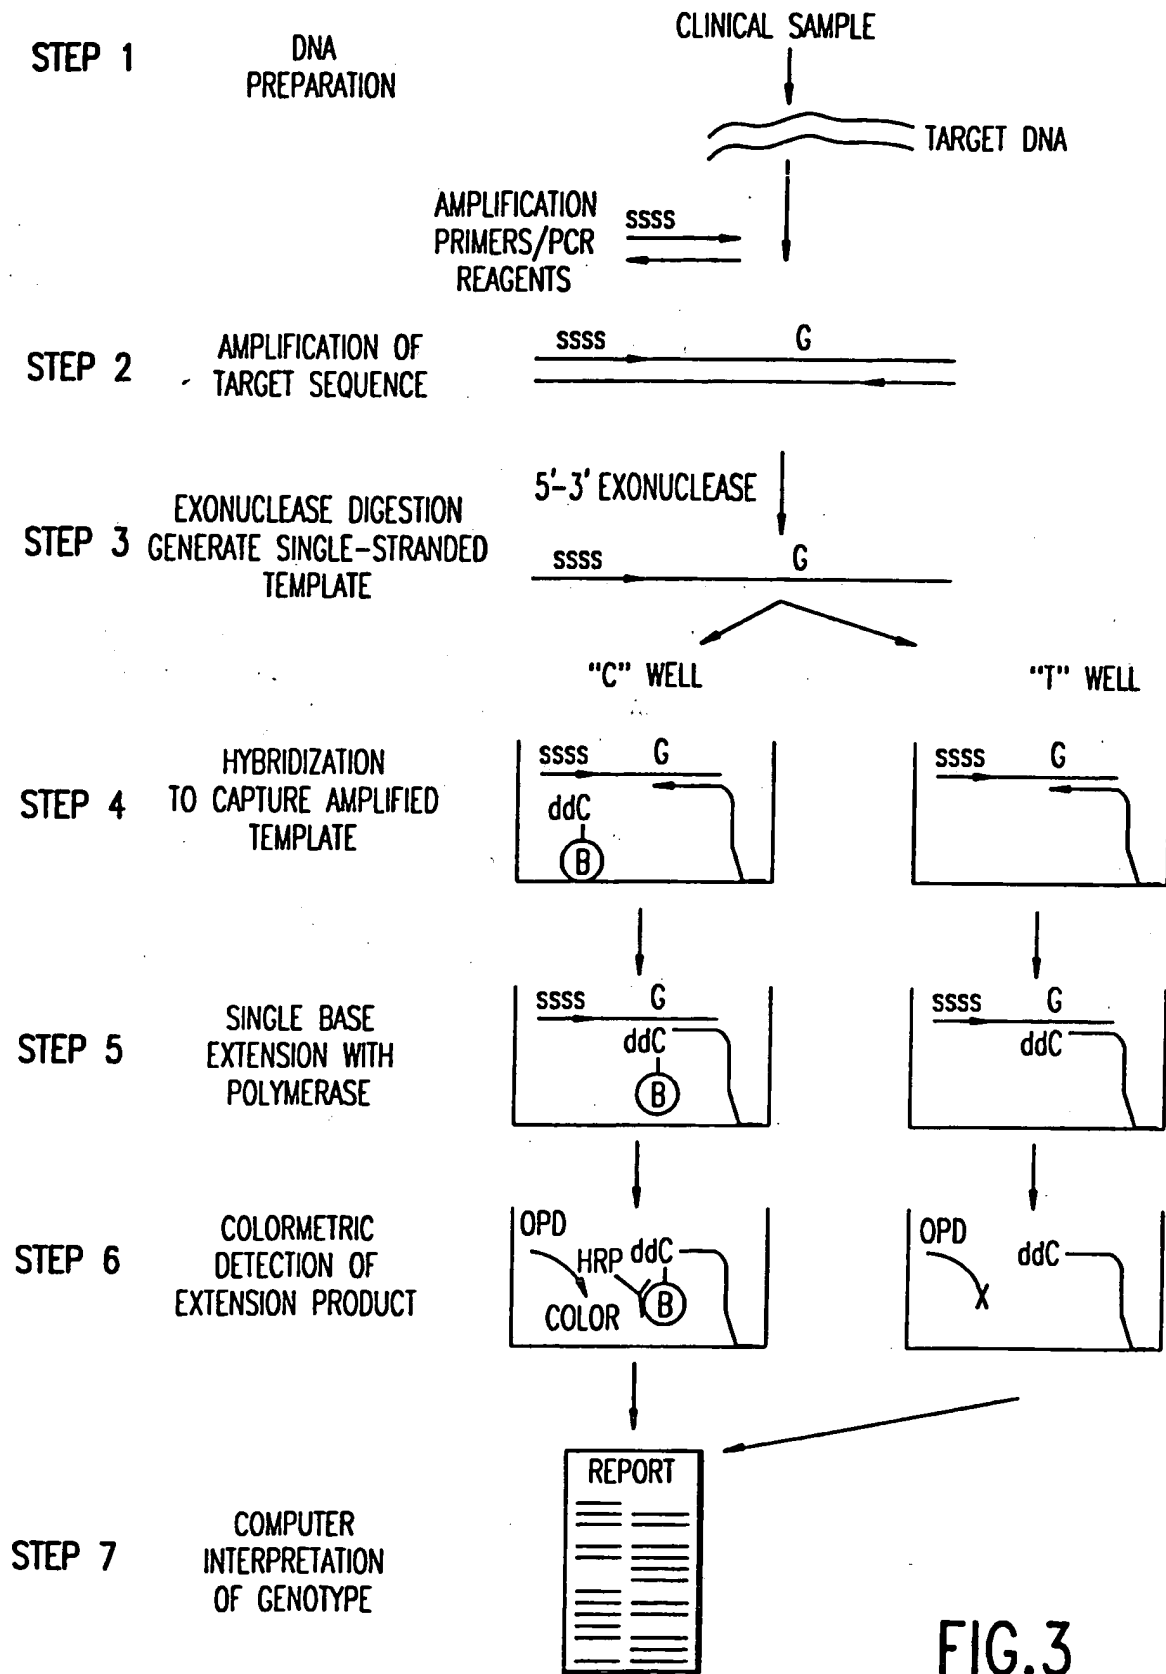 CLINICAL SAMPLE
STEP 1
DNA
PREPARATION
TARGET DNA
AMPLIFICATION
PRIMERS/PCR
REAGENTS
ssss
STEP 2
AMPLIFICATION OF
TARGET SEQUENCE
ssss G
5'-3' EXONUCLEASE
STEP 3
EXONUCLEASE DIGESTION
GENERATE SINGLE-STRANDED
TEMPLATE
ssss G
"C" WELL
"T" WELL
STEP 4
HYBRIDIZATION
TO CAPTURE AMPLIFIED
TEMPLATE
ssss G
ddC
B
ssss G
STEP 5
SINGLE BASE
EXTENSION WITH
POLYMERASE
ssss G
ddC
B
ssss G
ddC
STEP 6
COLORMETRIC
DETECTION OF
EXTENSION PRODUCT
OPD
HRP ddC
B
COLOR
OPD
ddC
X
REPORT
STEP 7
COMPUTER
INTERPRETATION
OF GENOTYPE
FIG.3